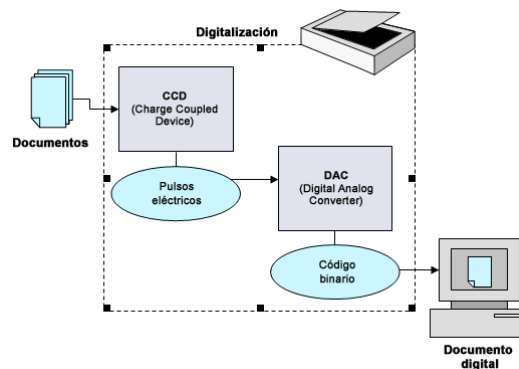 Digitalización
CCD
(Charge Coupled
Device)
Documentos
Pulsos
eléctricos
DAC
(Digital Analog
Converter)
Código
binario
Documento
digital